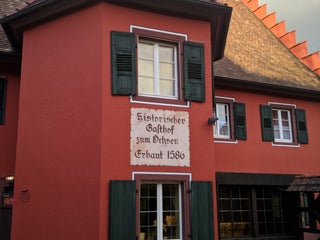 Historischer
Gasthof
zum Ochsen
Erbaut 1580